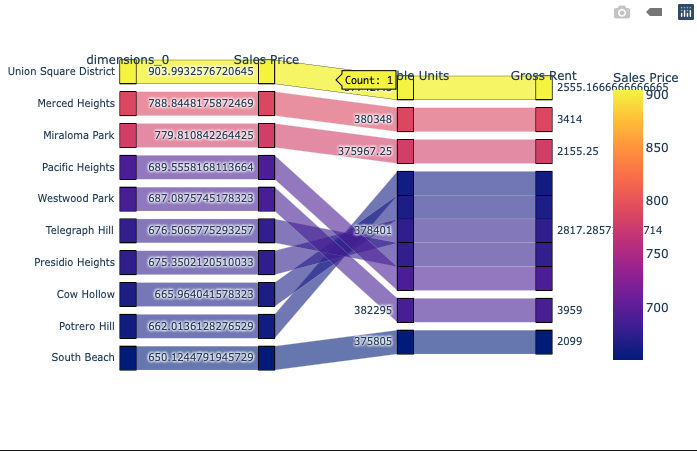 dimensions_0 Sales Price ble Units Gross Rent Sales Price
Union Square District 903.9932576720645 Count: 1 2555.1666666666665 900
Merced Heights 788.8448175872469 380348 3414
Miraloma Park 779.810842264425 375967.25 2155.25 850
Pacific Heights 689.5558168113664
Westwood Park 687.0875745178323 800
Telegraph Hill 676.5065775293257 378401 2817.2857 714
Presidio Heights 675.3502120510033 750
Cow Hollow 665.964041578323
Potrero Hill 662.0136128276529 382295 3959 700
South Beach 650.1244791945729 375805 2099